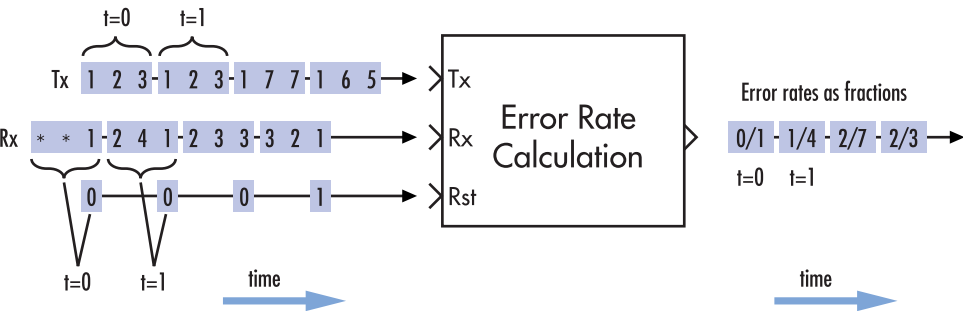 t=0 t=1
Tx 1 2 3 1 2 3 1 7 7 1 6 5 Tx
Error rates as fractions
Error Rate
Calculation
Rx * * 1 2 4 1 2 3 3 3 2 1 Rx
0/1 1/4 2/7 2/3
t=0 t=1
0 0 0 1 Rst
t=0 t=1
time time